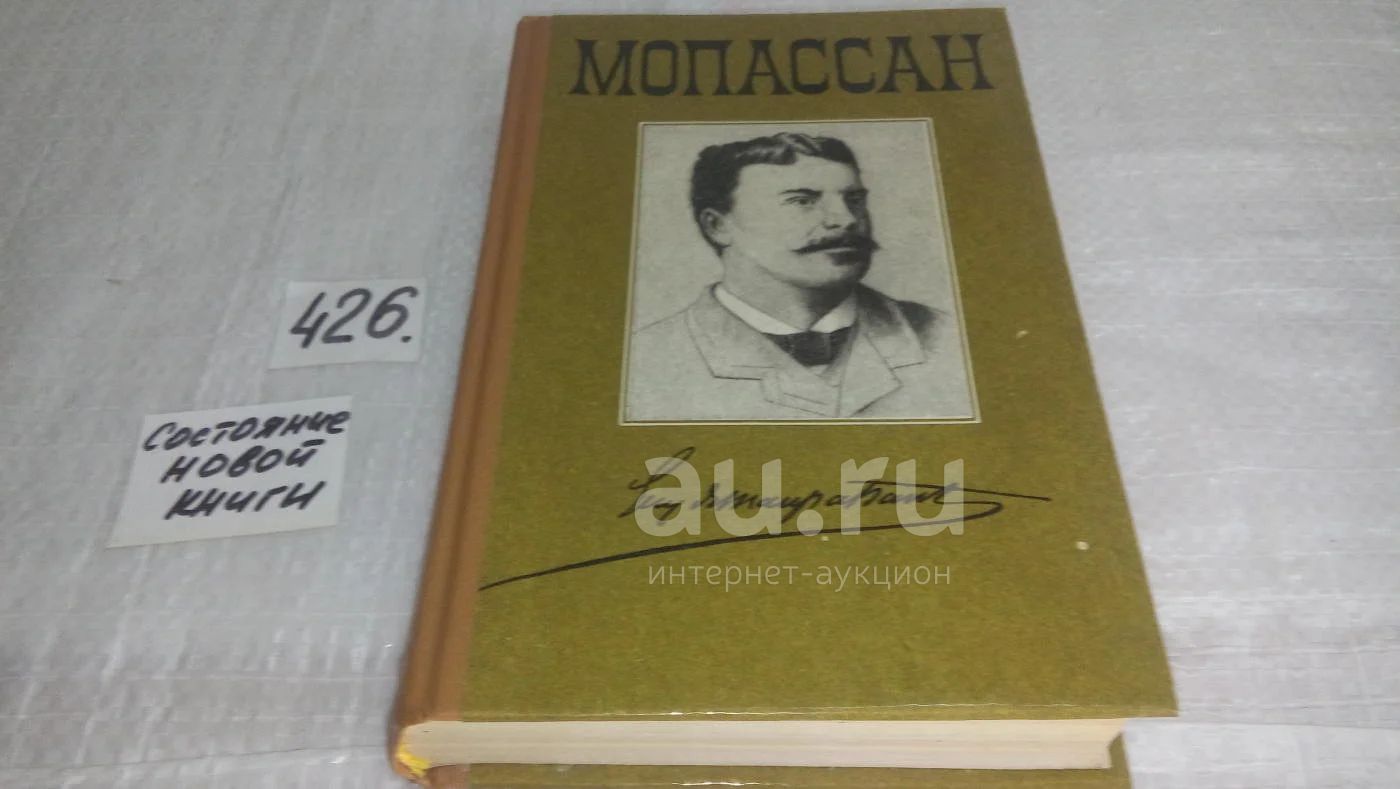 МОПАССАН
426.
Состояние
новой
книги
au.ru
интернет-аукцион